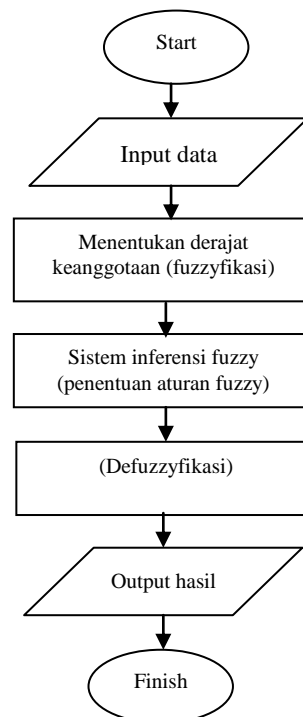 Start
Input data
Menentukan derajat
keanggotaan (fuzzyfikasi)
Sistem inferensi fuzzy
(penentuan aturan fuzzy)
(Defuzzyfikasi)
Output hasil
Finish